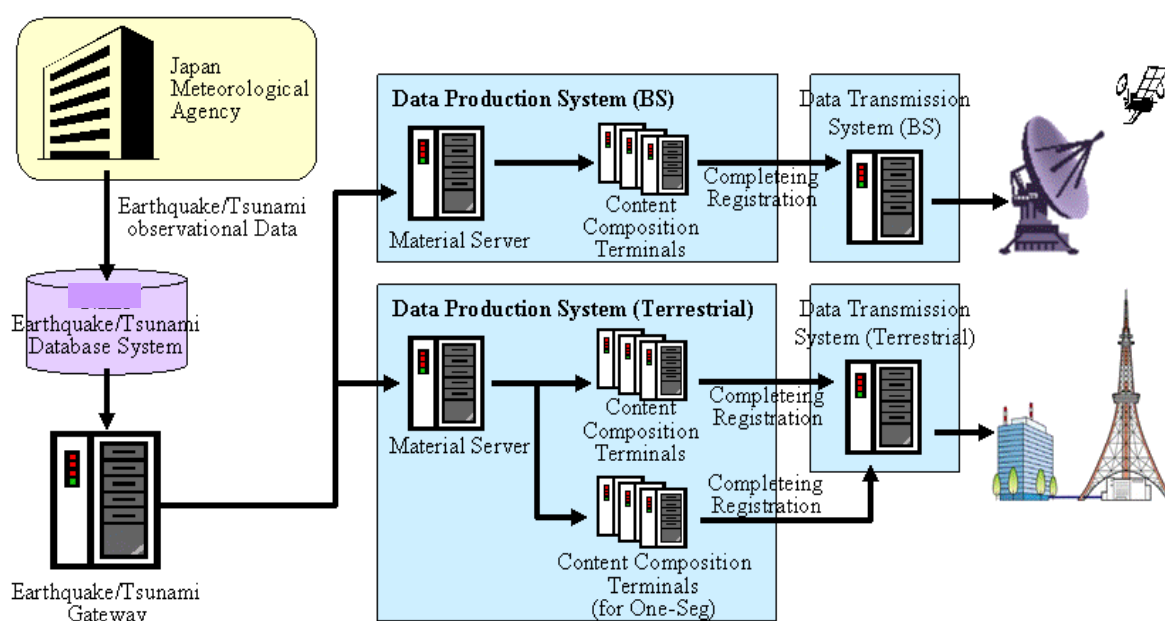 Japan
Meteorological
Agency
Earthquake/Tsunami
observational Data
Earthquake/Tsunami
Database System
Earthquake/Tsunami
Gateway
Data Production System (BS)
Material Server
Content
Composition
Terminals
Completeing
Registration
Data Transmission
System (BS)
Data Production System (Terrestrial)
Material Server
Content
Composition
Terminals
Completeing
Registration
Content Composition
Terminals
(for One-Seg)
Completeing
Registration
Data Transmission
System (Terrestrial)